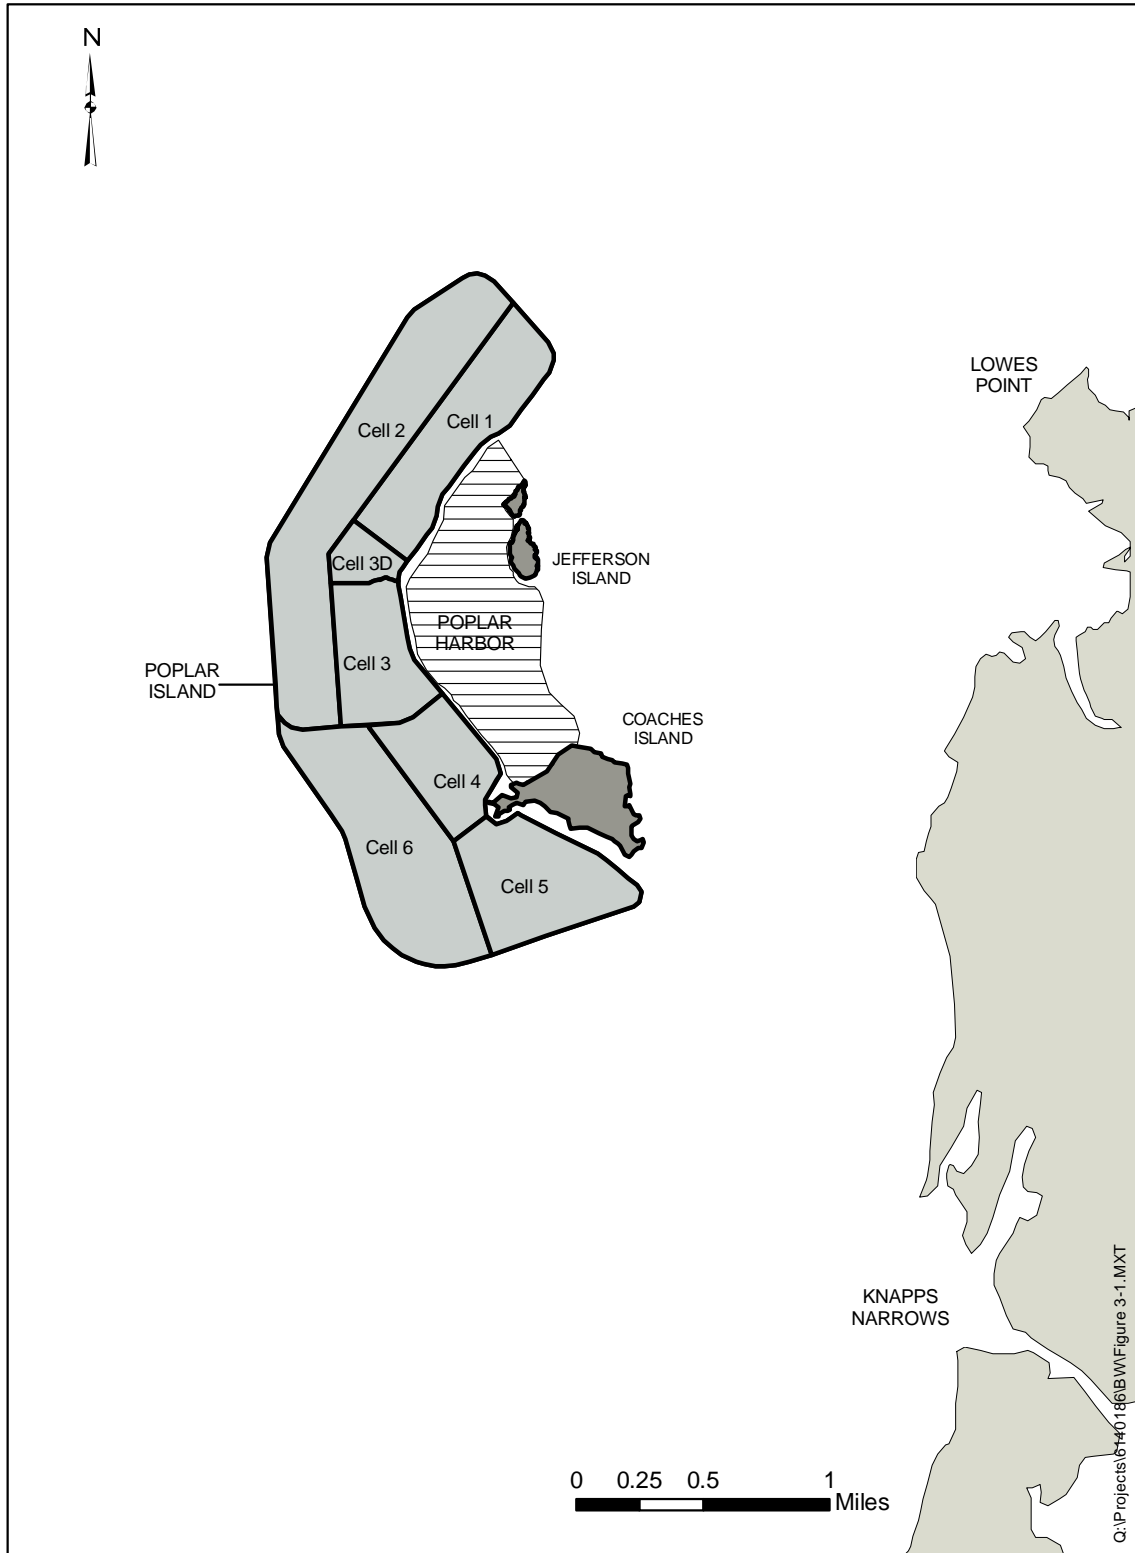 N
LOWES
POINT
Cell 1
Cell 2
Cell 3D
JEFFERSON
ISLAND
POPLAR
HARBOR
Cell 3
POPLAR
ISLAND
COACHES
ISLAND
Cell 4
Cell 6
Cell 5
KNAPPS
NARROWS
0 0.25 0.5 1
Miles
Q:\Projects\6140186\BW\Figure 3-1.MXT